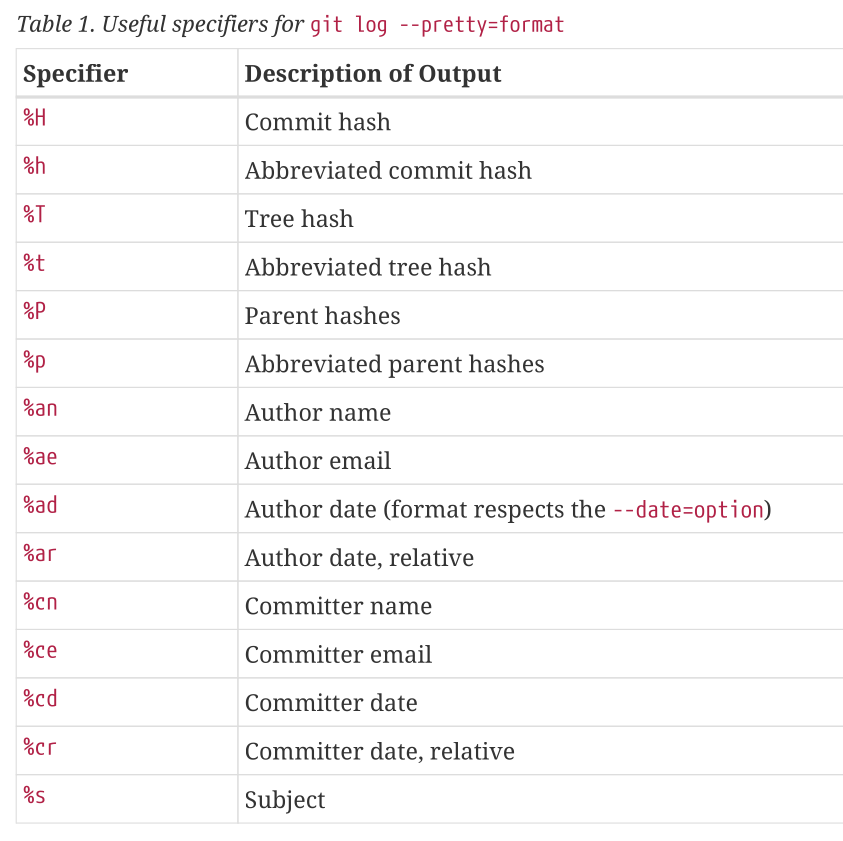 Table 1. Useful specifiers for git log --pretty=format
Specifier Description of Output
%H Commit hash
%h Abbreviated commit hash
%T Tree hash
%t Abbreviated tree hash
%P Parent hashes
%p Abbreviated parent hashes
%an Author name
%ae Author email
%ad Author date (format respects the --date=option)
%ar Author date, relative
%cn Committer name
%ce Committer email
%cd Committer date
%cr Committer date, relative
%s Subject